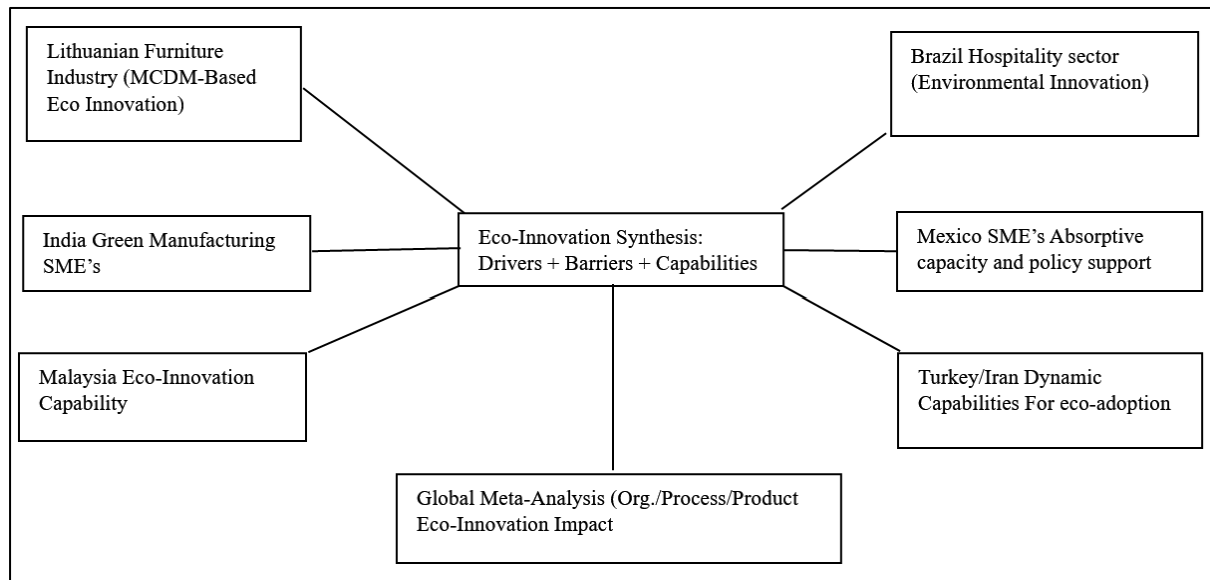 Lithuanian Furniture
Industry (MCDM-Based
Eco Innovation)
Brazil Hospitality sector
(Environmental Innovation)
India Green Manufacturing
SME’s
Eco-Innovation Synthesis:
Drivers + Barriers + Capabilities
Mexico SME’s Absorptive
capacity and policy support
Malaysia Eco-Innovation
Capability
Turkey/Iran Dynamic
Capabilities For eco-adoption
Global Meta-Analysis (Org./Process/Product
Eco-Innovation Impact